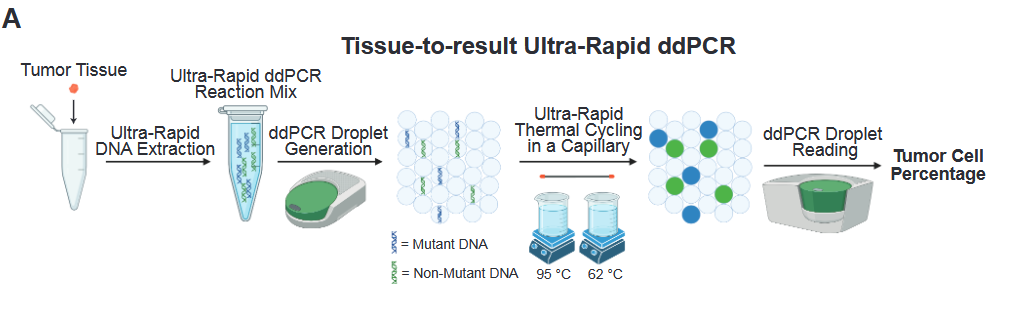 A
Tissue-to-result Ultra-Rapid ddPCR
Tumor Tissue
Ultra-Rapid ddPCR
Reaction Mix
Ultra-Rapid
DNA Extraction
ddPCR Droplet
Generation
Ultra-Rapid
Thermal Cycling
in a Capillary
ddPCR Droplet
Reading
Tumor Cell
Percentage
= Mutant DNA
= Non-Mutant DNA
95 °C
62 °C